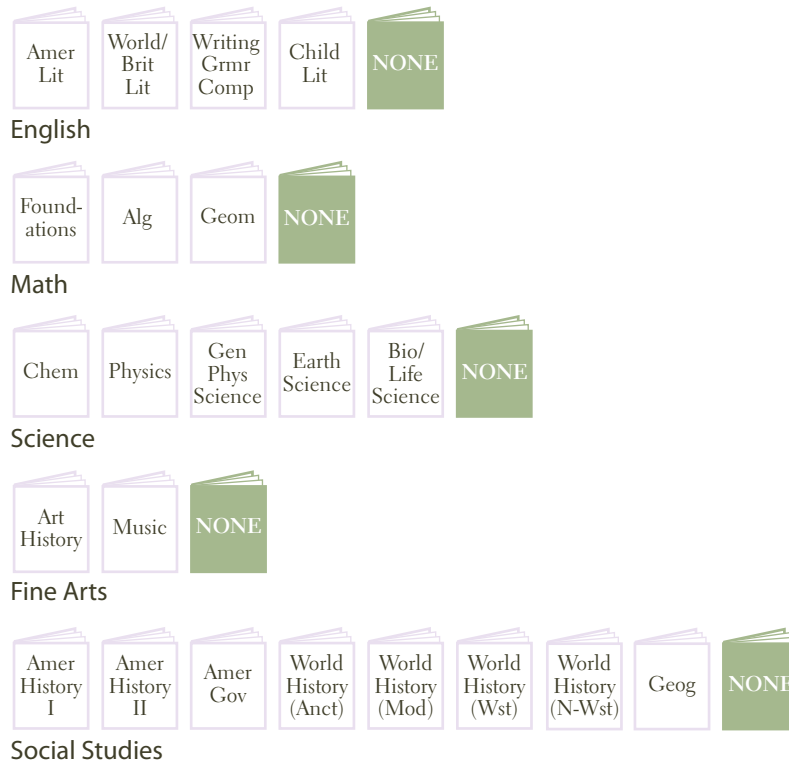 Amer
Lit
World/
Brit
Lit
Writing
Grmr
Comp
Child
Lit
NONE
English
Found-
ations
Alg
Geom
NONE
Math
Chem
Physics
Gen
Phys
Science
Earth
Science
Bio/
Life
Science
NONE
Science
Art
History
Music
NONE
Fine Arts
Amer
History
I
Amer
History
II
Amer
Gov
World
History
(Anct)
World
History
(Mod)
World
History
(Wst)
World
History
(N-Wst)
Geog
NONE
Social Studies